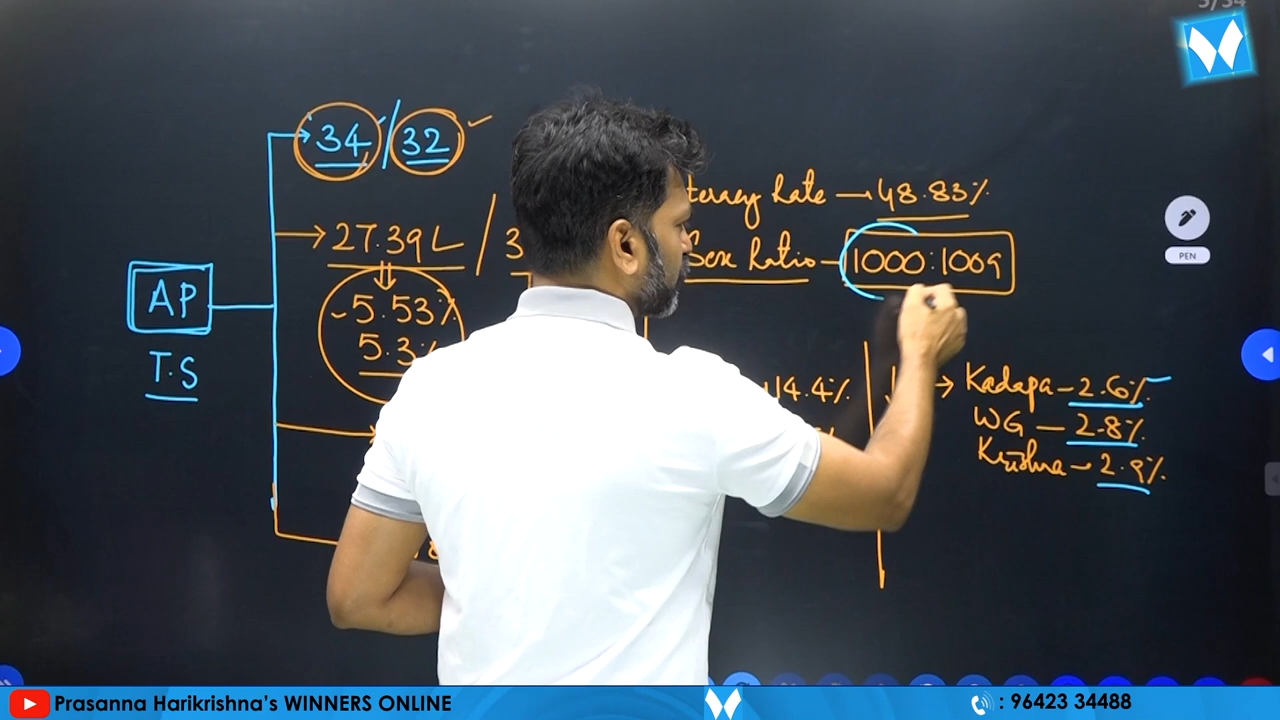 34/32
27.39L / 3
-5.53%
5.3%
AP
T.S
teracy Rate → 48.83%
Sex Ratio - 1000:1009
14.4%
→ Kadapa - 2.6%
WG - 2.8%
Krishna - 2.9%
PEN
Prasanna Harikrishna's WINNERS ONLINE
: 96423 34488